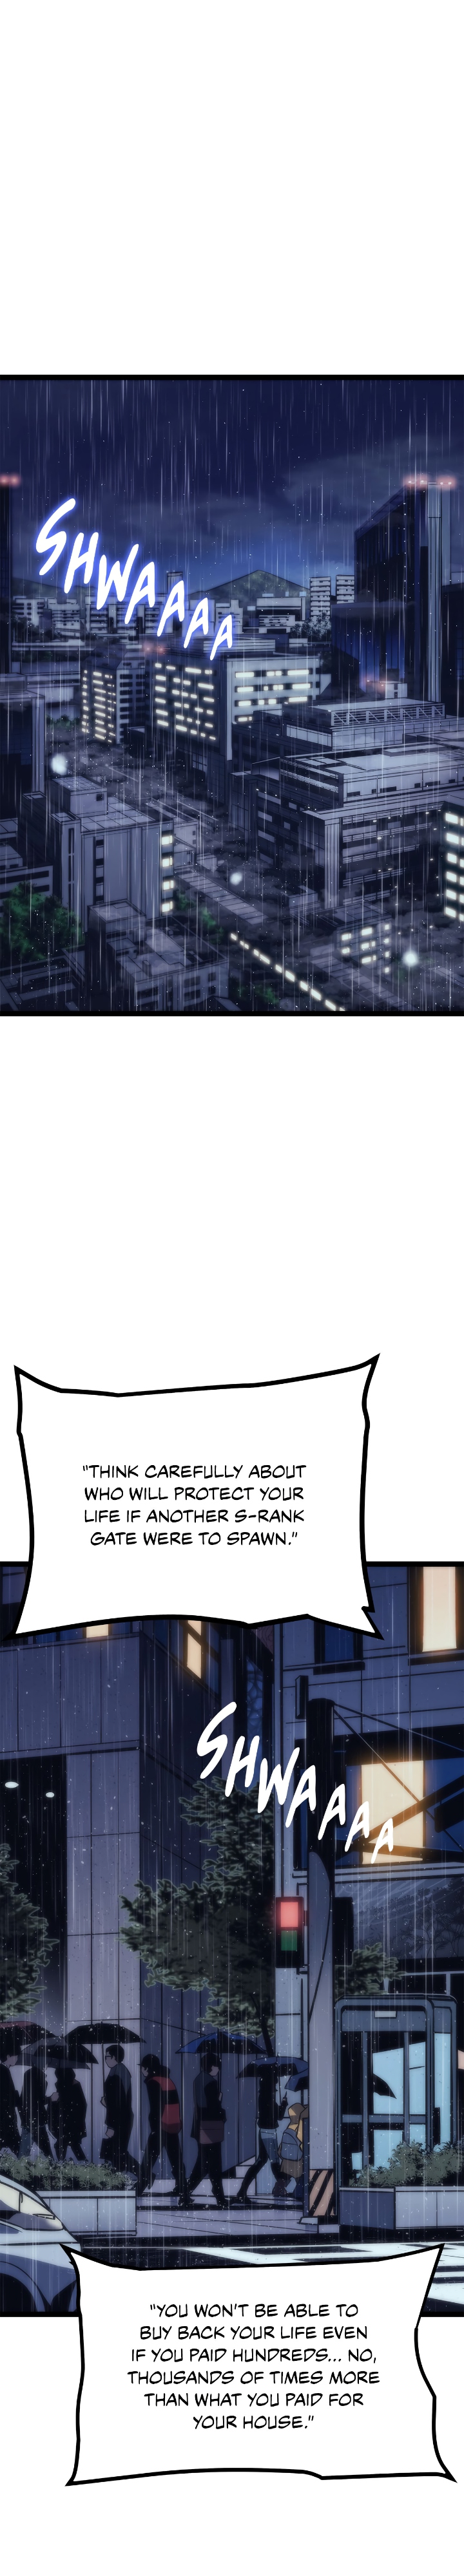 SHWAAAA
"THINK CAREFULLY ABOUT
WHO WILL PROTECT YOUR
LIFE IF ANOTHER S-RANK
GATE WERE TO SPAWN."
SHWAAAA
"YOU WON'T BE ABLE TO
BUY BACK YOUR LIFE EVEN
IF YOU PAID HUNDREDS... NO,
THOUSANDS OF TIMES MORE
THAN WHAT YOU PAID FOR
YOUR HOUSE."